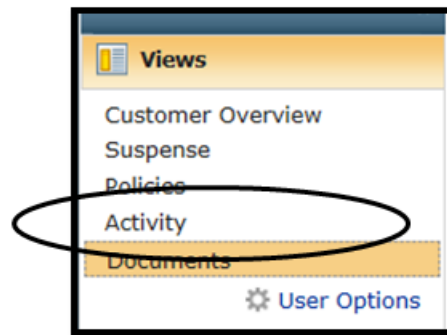 Views
Customer Overview
Suspense
Policies
Activity
Documents
User Options